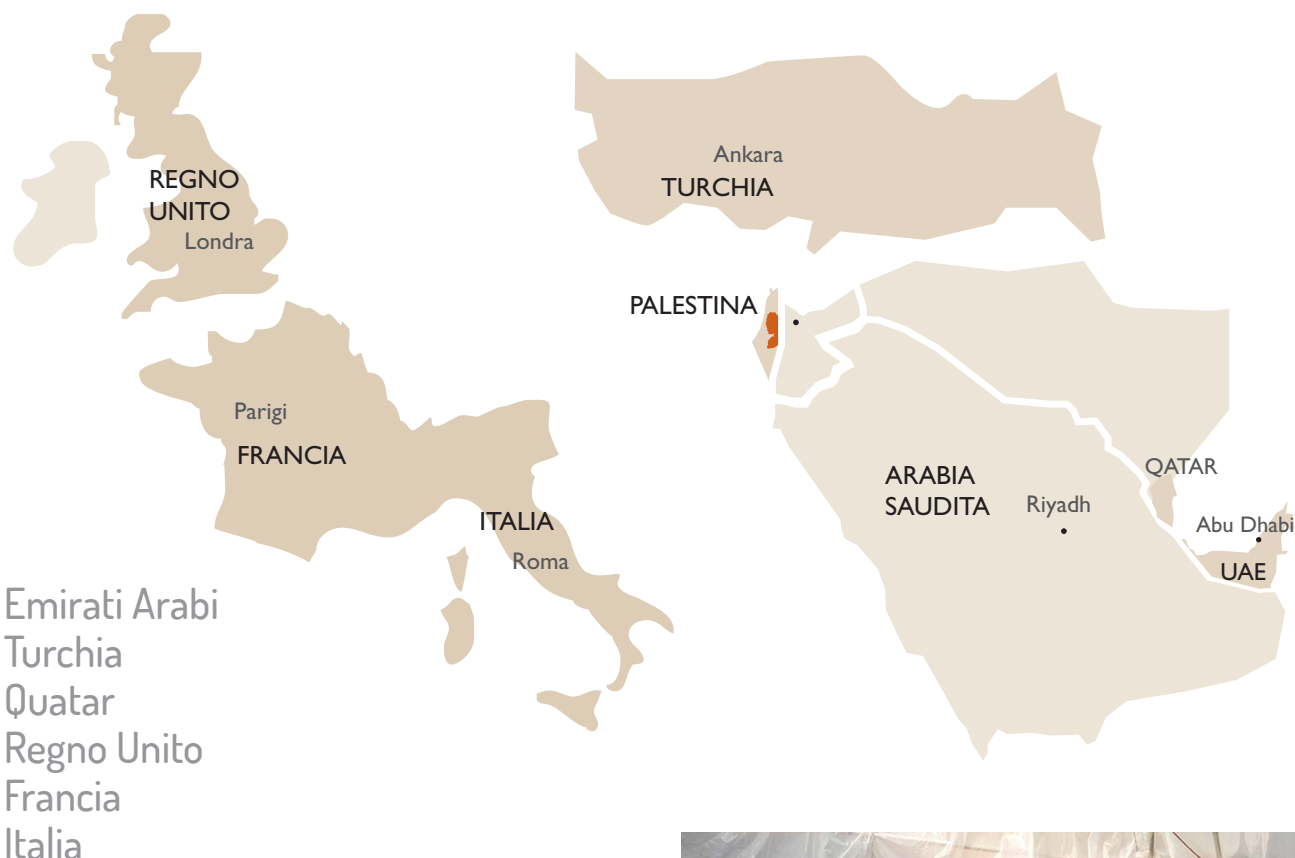 REGNO
UNITO
Londra
Ankara
TURCHIA
PALESTINA
Parigi
FRANCIA
ITALIA
Roma
ARABIA
SAUDITA
Riyadh
QATAR
Abu Dhabi
UAE
Emirati Arabi
Turchia
Quatar
Regno Unito
Francia
Italia